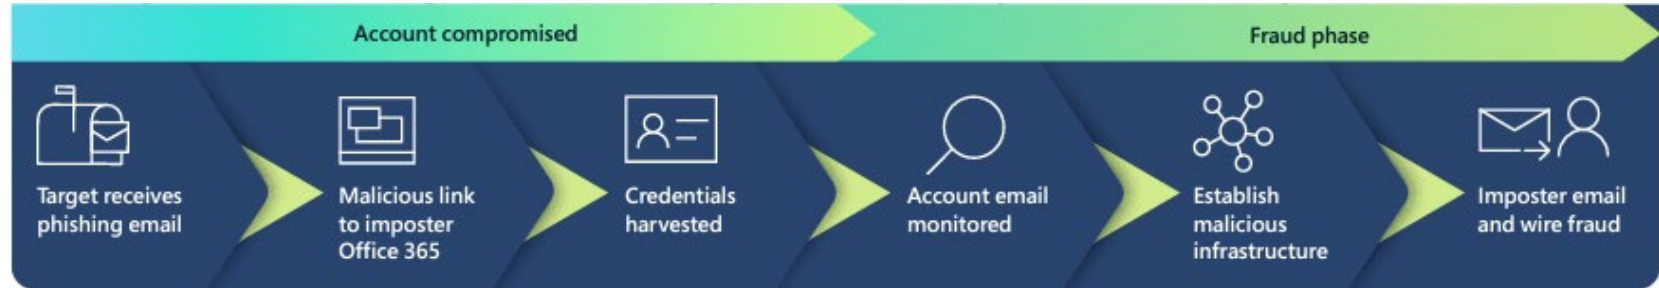 Account compromised
Fraud phase
Target receives
phishing email
Malicious link
to imposter
Office 365
Credentials
harvested
Account email
monitored
Establish
malicious
infrastructure
Imposter email
and wire fraud